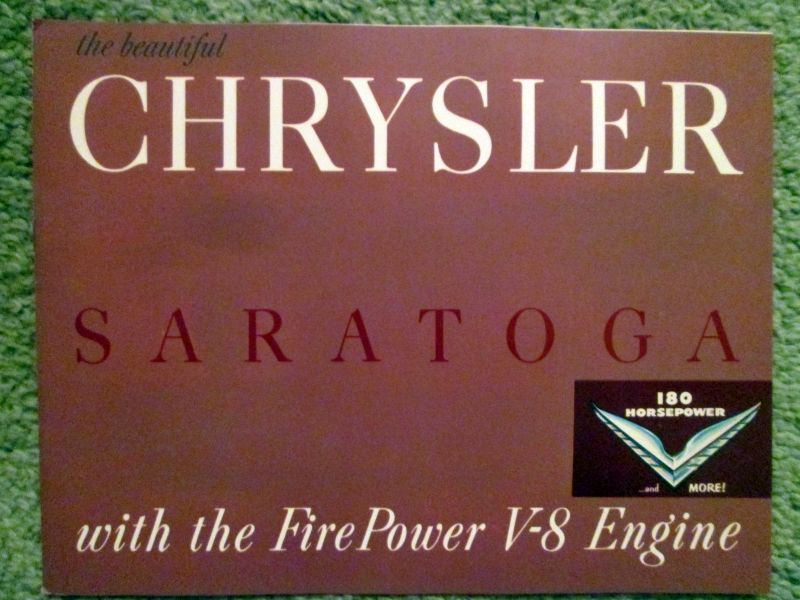 the beautiful
CHRYSLER
SARATOGA
180
HORSEPOWER
...and MORE!
with the FirePower V-8 Engine